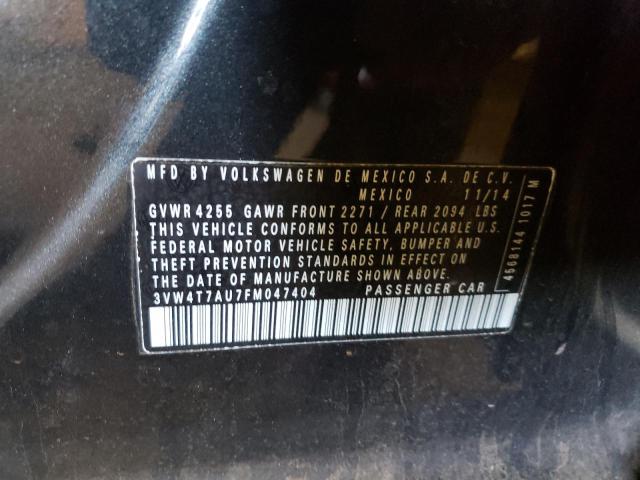 MFD BY VOLKSWAGEN DE MEXICO S.A. DE C.V.
MEXICO 11/14
GVWR 4255 GAWR FRONT 2271 / REAR 2094 LBS
THIS VEHICLE CONFORMS TO ALL APPLICABLE U.S.
FEDERAL MOTOR VEHICLE SAFETY, BUMPER AND
THEFT PREVENTION STANDARDS IN EFFECT ON
THE DATE OF MANUFACTURE SHOWN ABOVE.
3VW4T7AU7FM047404 PASSENGER CAR
4568144 1017 M